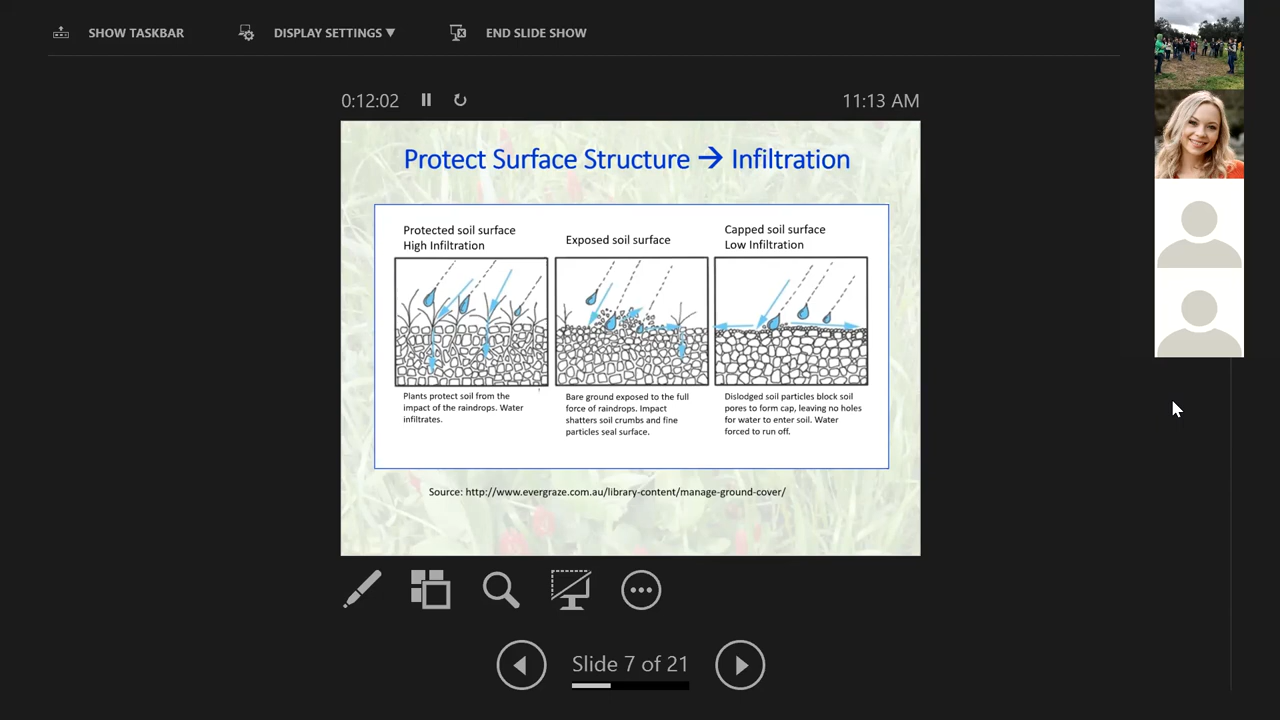 SHOW TASKBAR
DISPLAY SETTINGS ▼
END SLIDE SHOW
0:12:02
11:13 AM
Protect Surface Structure → Infiltration
Protected soil surface
High Infiltration
Exposed soil surface
Capped soil surface
Low Infiltration
Plants protect soil from the
impact of the raindrops. Water
infiltrates.
Bare ground exposed to the full
force of raindrops. Impact
shatters soil crumbs and fine
particles seal surface.
Dislodged soil particles block soil
pores to form cap, leaving no holes
for water to enter soil. Water
forced to run off.
Source: http://www.evergraze.com.au/library-content/manage-ground-cover/
Slide 7 of 21